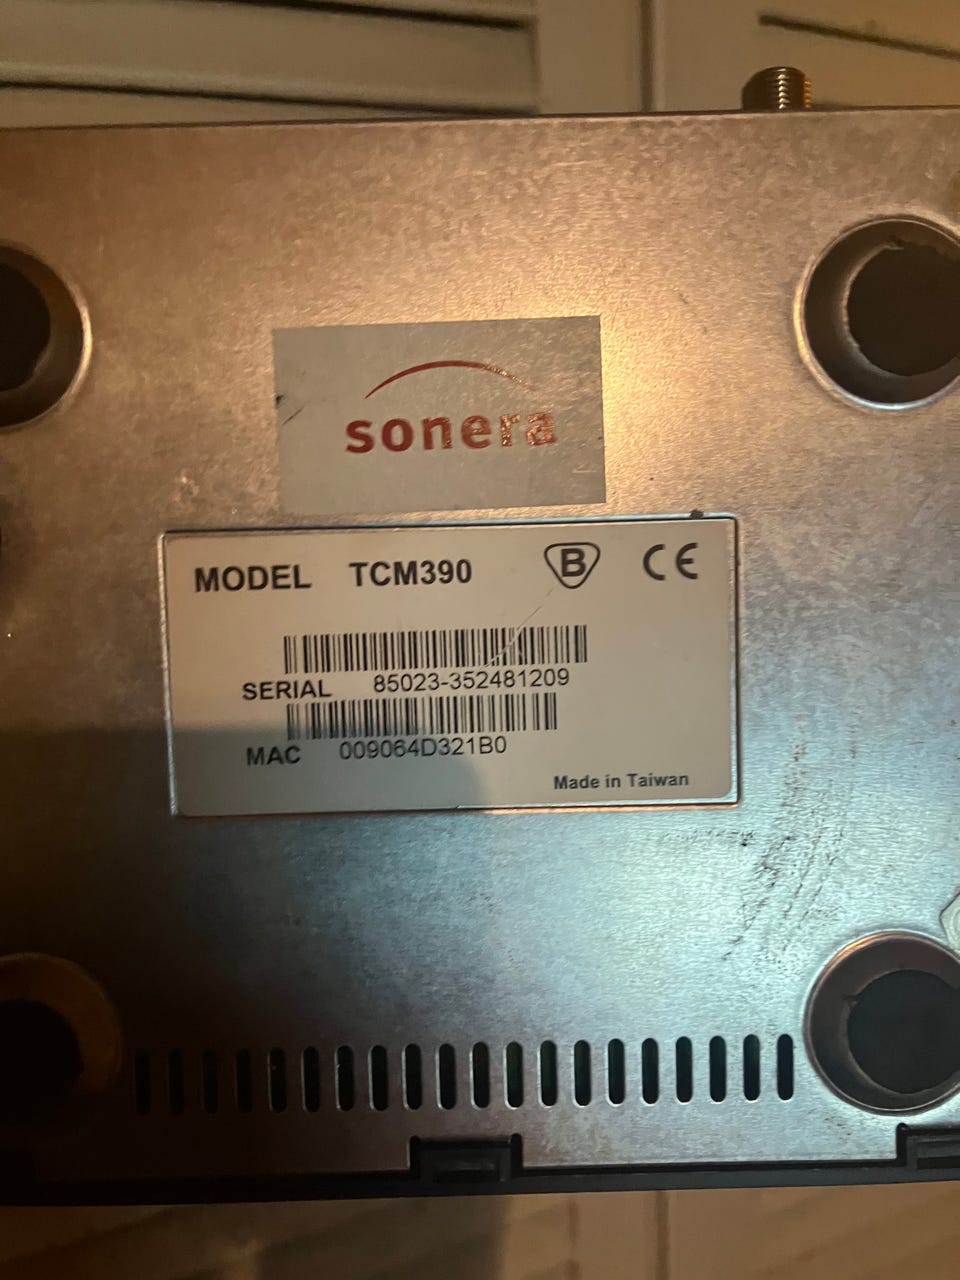 sonera
MODEL TCM390 B CE
SERIAL 85023-352481209
MAC 009064D321B0
Made in Taiwan